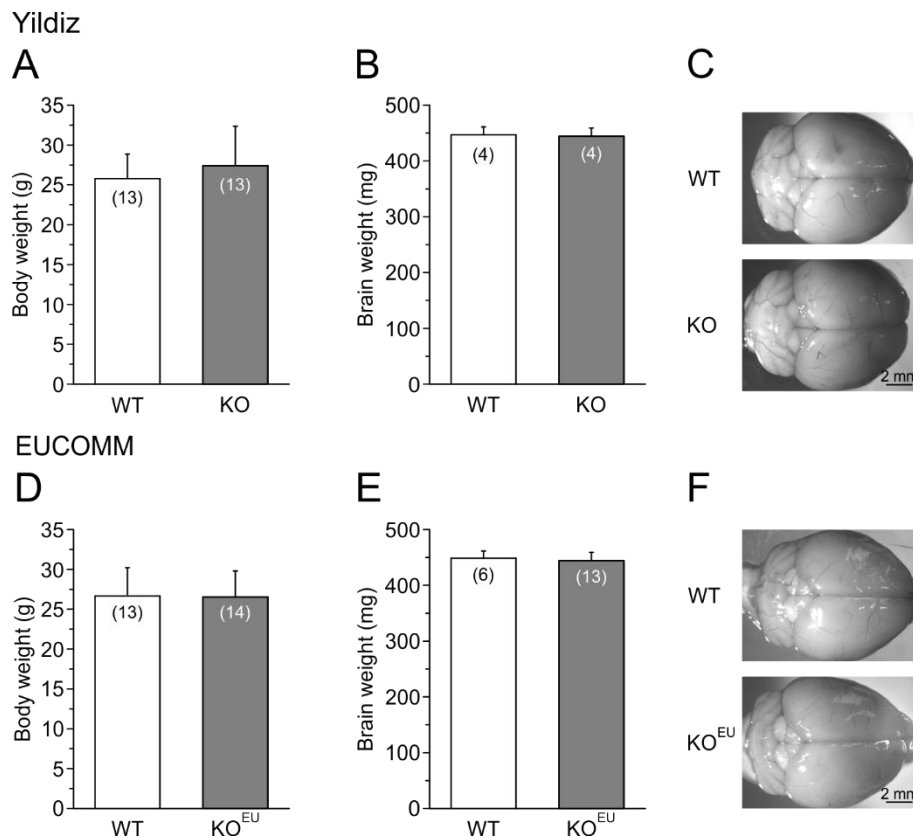 Yildiz
A
Body weight (g)
35
30
25
20
15
10
5
0
(13)
(13)
WT
KO
B
Brain weight (mg)
500
400
300
200
100
0
(4)
(4)
WT
KO
C
WT
KO
2 mm
EUCOMM
D
Body weight (g)
35
30
25
20
15
10
5
0
(13)
(14)
WT
KO^EU
E
Brain weight (mg)
500
400
300
200
100
0
(6)
(13)
WT
KO^EU
F
WT
KO^EU
2 mm